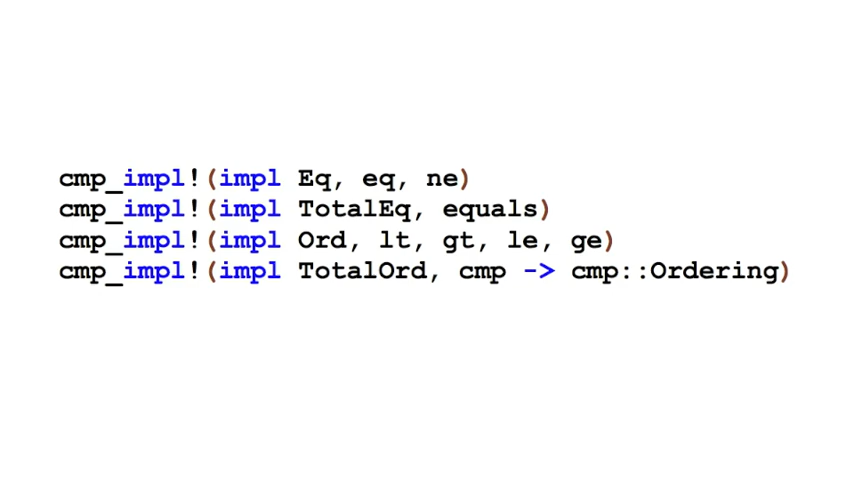 cmp_impl!(impl Eq, eq, ne)
cmp_impl!(impl TotalEq, equals)
cmp_impl!(impl Ord, lt, gt, le, ge)
cmp_impl!(impl TotalOrd, cmp -> cmp::Ordering)